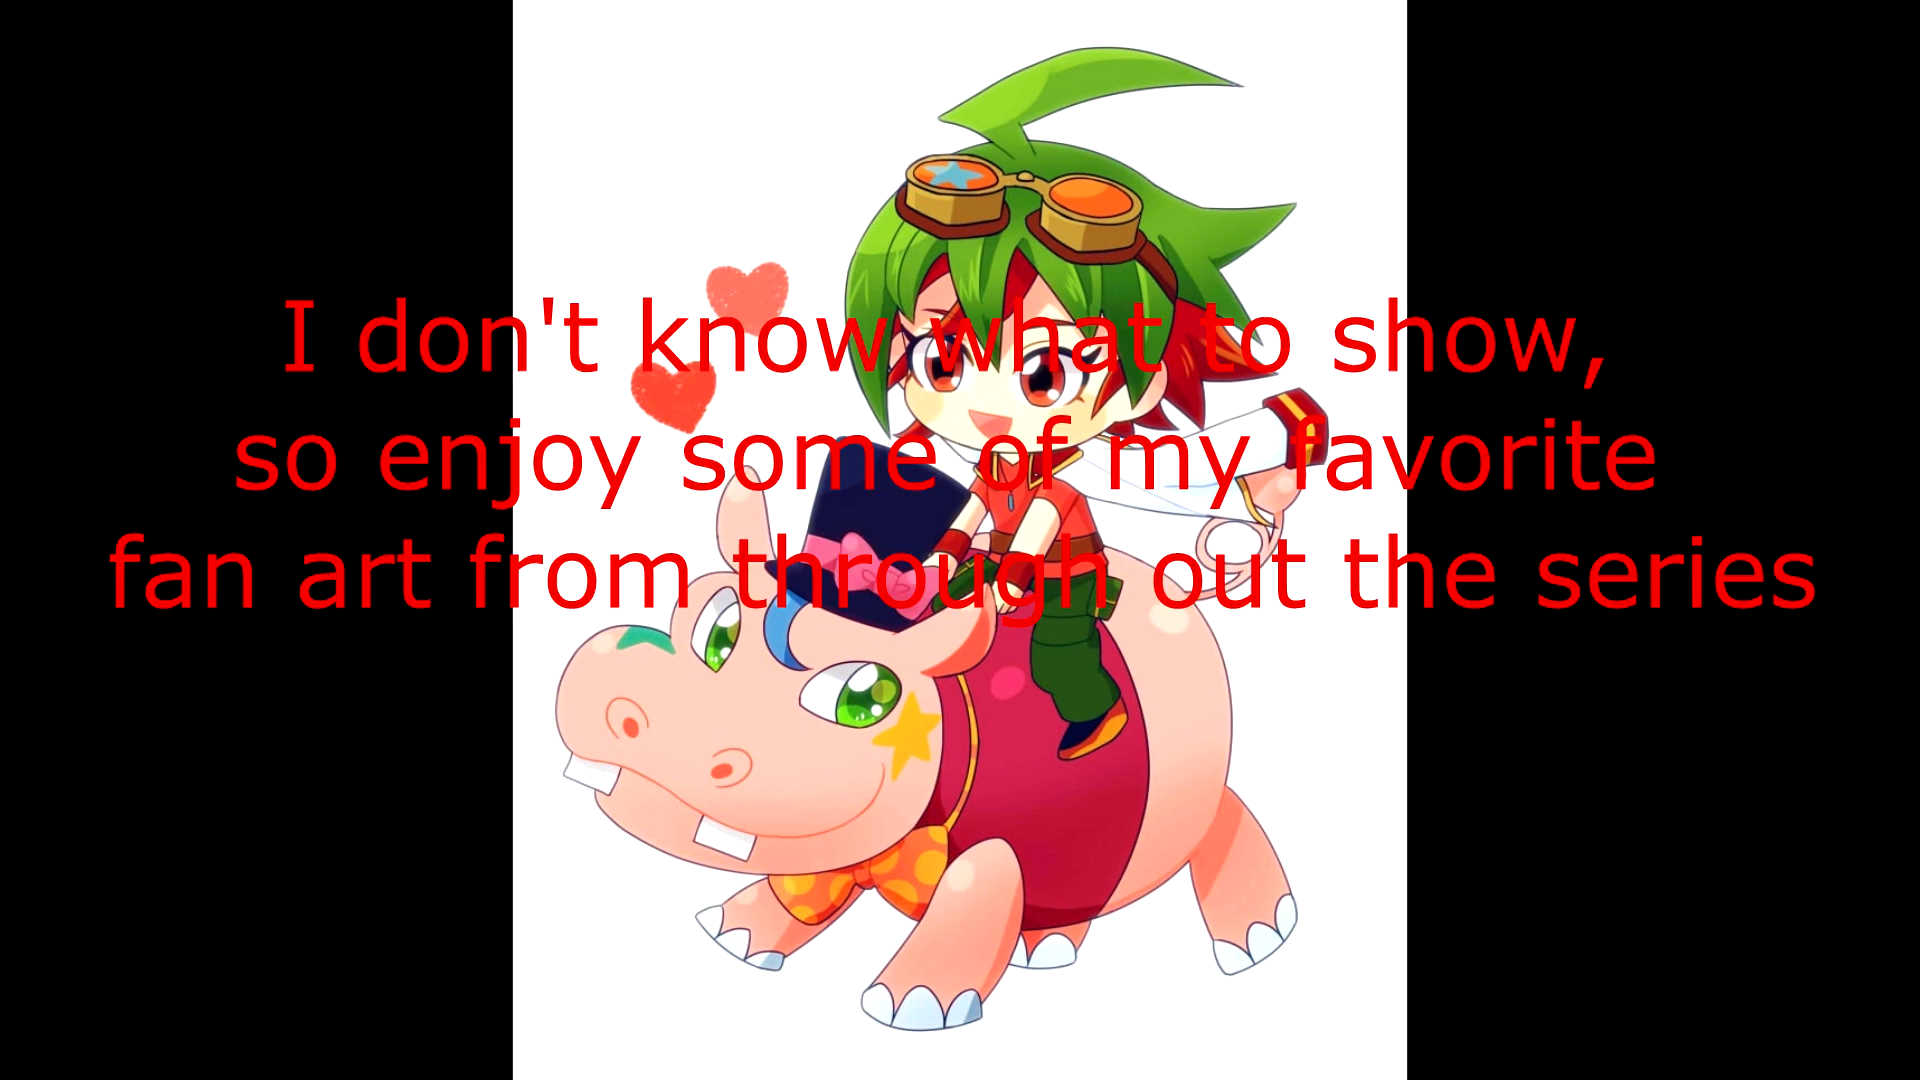 I don't know what to show,
so enjoy some of my favorite
fan art from through out the series